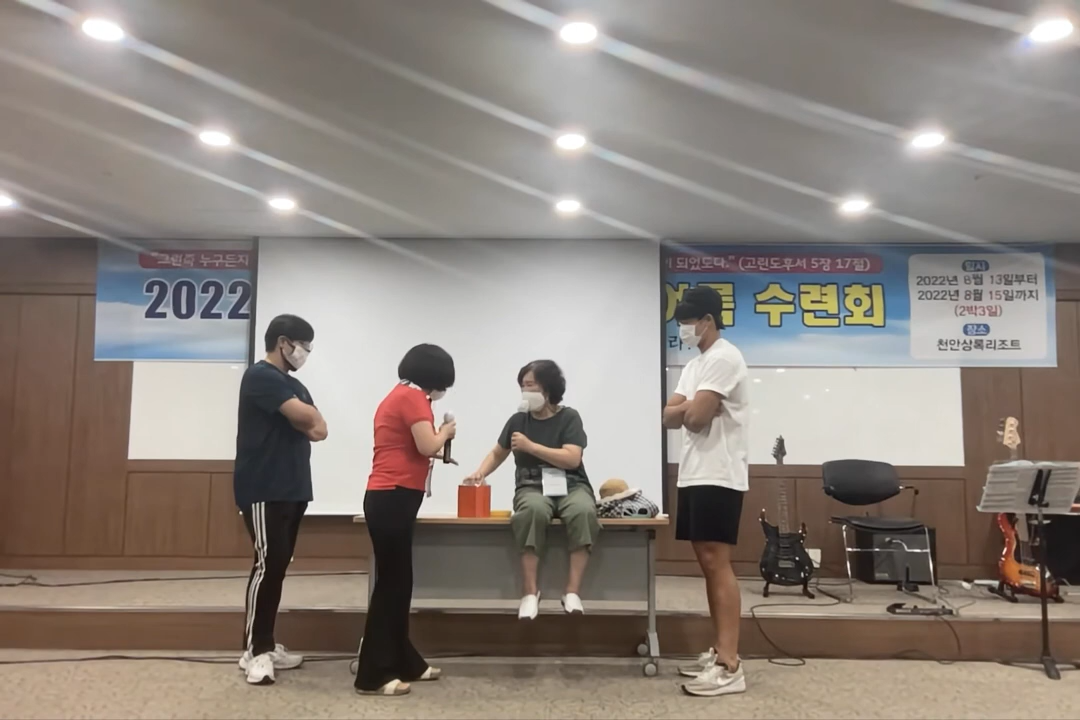 "그런즉 누구든지
되었도다." (고린도후서 5장 17절)
2022
여름 수련회
일시
2022년 8월 13일부터
2022년 8월 15일까지
(2박3일)
장소
천안상록리조트